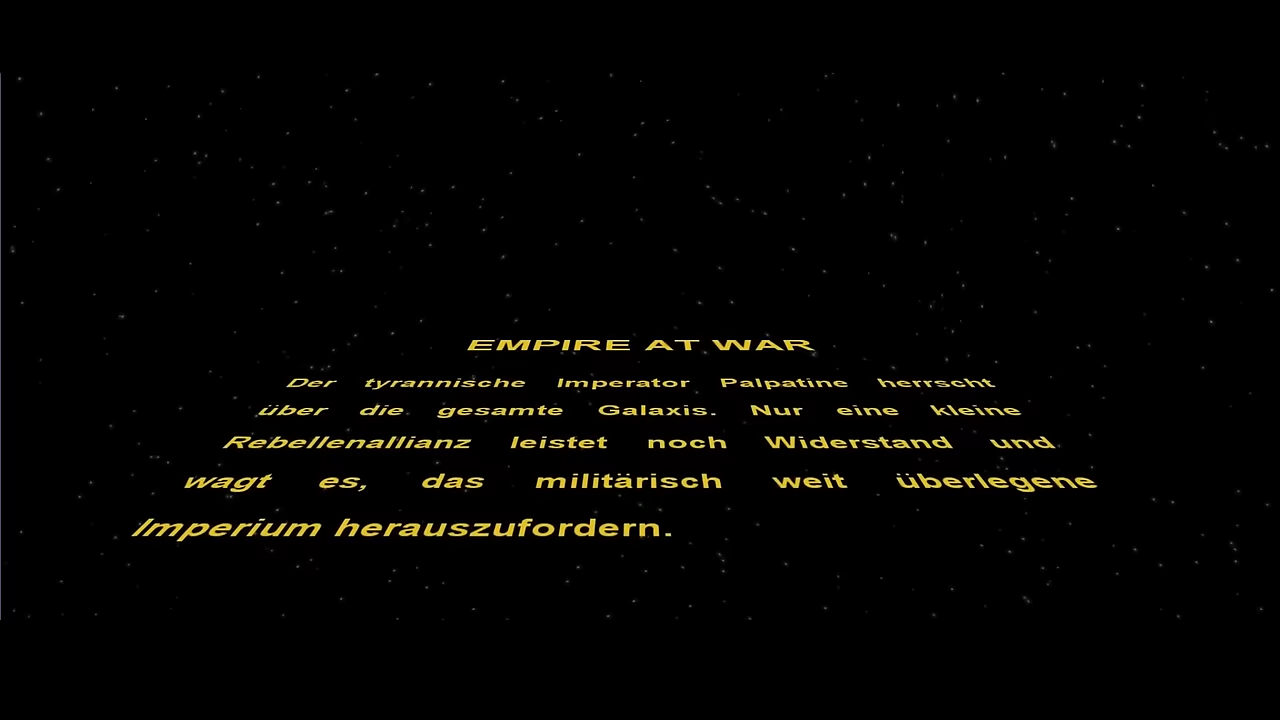 EMPIRE AT WAR
Der tyrannische Imperator Palpatine herrscht
über die gesamte Galaxis. Nur eine kleine
Rebellenallianz leistet noch Widerstand und
wagt es, das militärisch weit überlegene
Imperium herauszufordern.